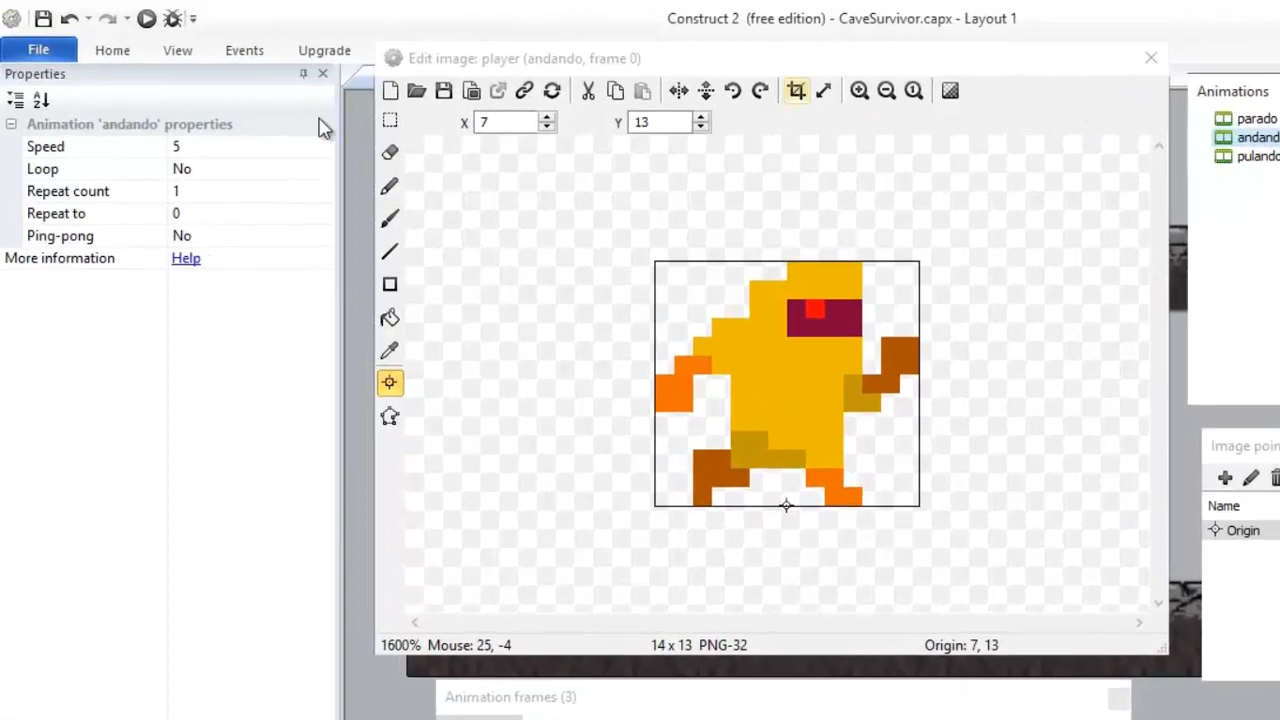 Construct 2 (free edition) - CaveSurvivor.capx - Layout 1
File Home View Events Upgrade
Properties
Edit image: player (andando, frame 0)
Animation 'andando' properties
Speed 5
Loop No
Repeat count 1
Repeat to 0
Ping-pong No
More information Help
X 7 Y 13
1600% Mouse: 25, -4 14 x 13 PNG-32 Origin: 7, 13
Animations
parado
andand
pulando
Image poin
Name
Origin
Animation frames (3)